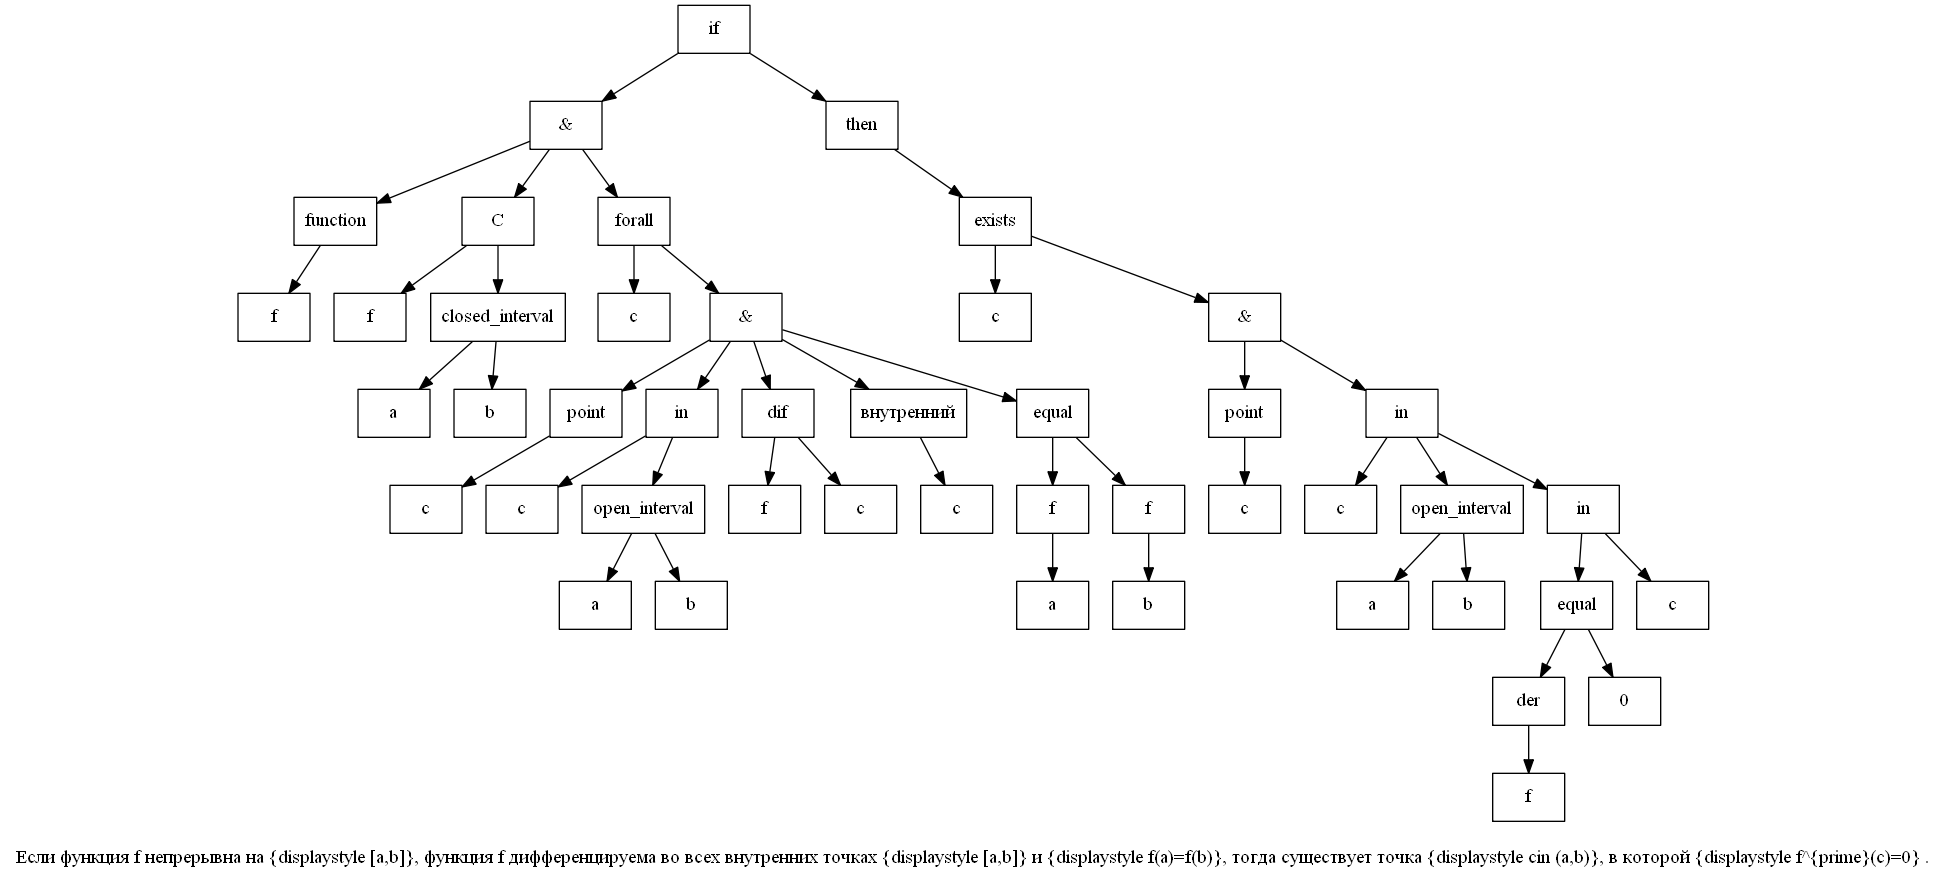 if
& then
function C forall exists
f f closed_interval c & c &
a b point in dif внутренний equal point in
c c open_interval f c c f f c c open_interval in
a b a b a b equal c
der 0
f
Если функция f непрерывна на {displaystyle [a,b]}, функция f дифференцируема во всех внутренних точках {displaystyle [a,b]} и {displaystyle f(a)=f(b)}, тогда существует точка {displaystyle cin (a,b)}, в которой {displaystyle f^{prime}(c)=0} .